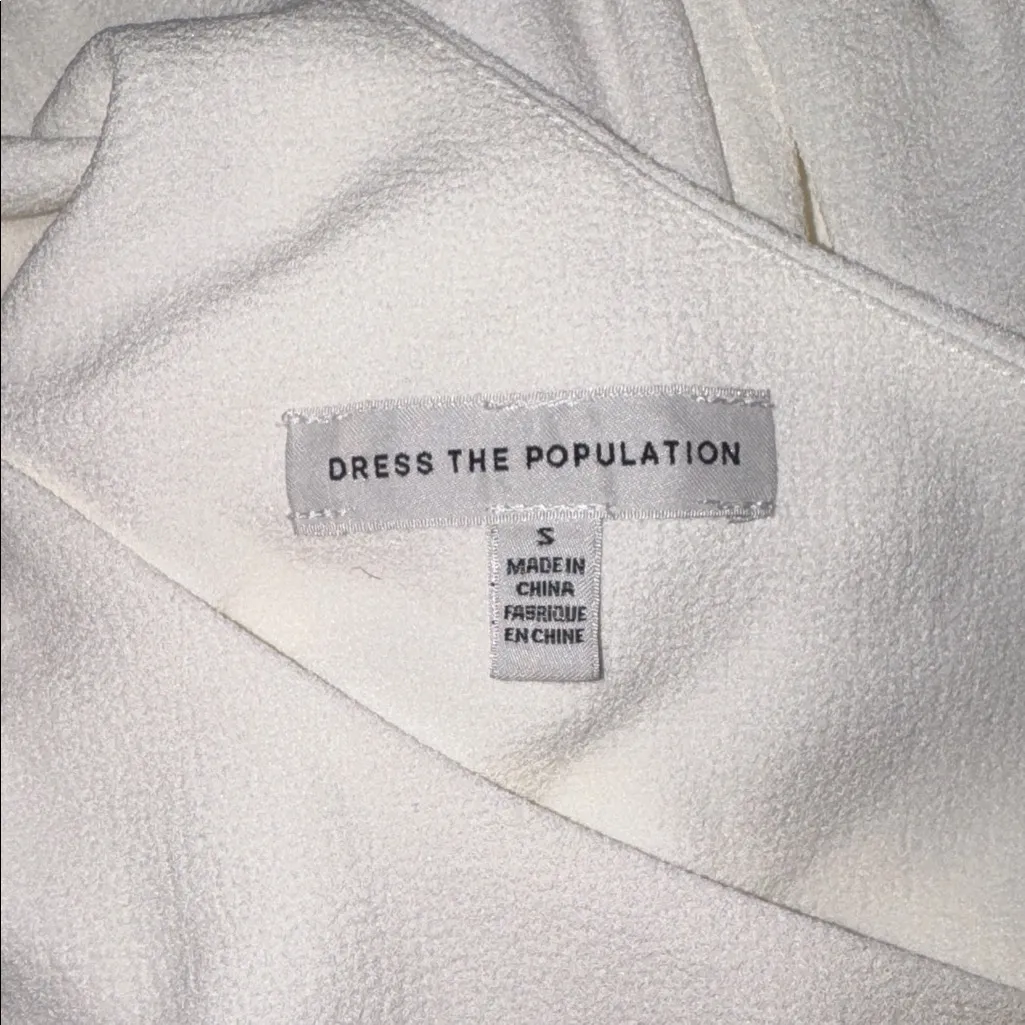 DRESS THE POPULATION
S
MADE IN
CHINA
FABRIQUE
EN CHINE